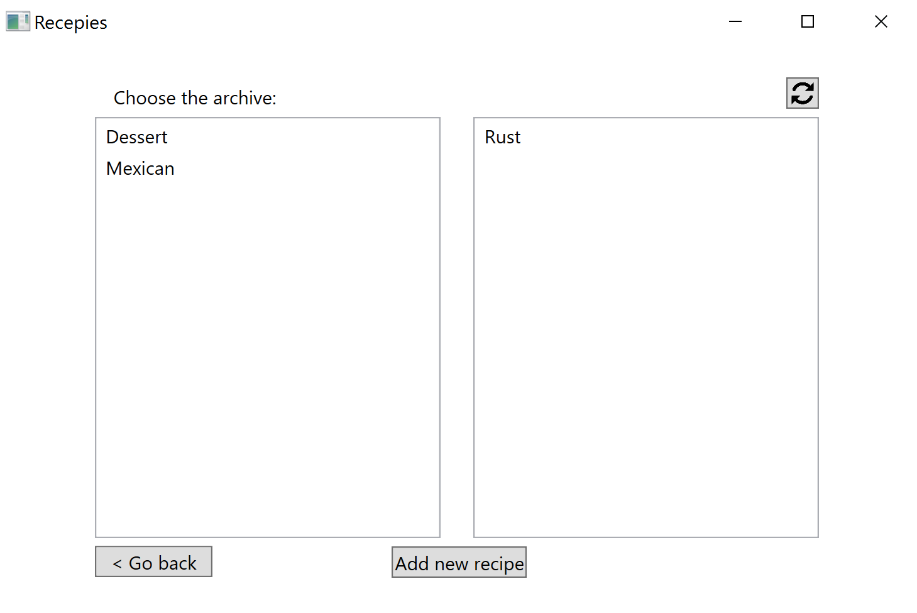 Recepies
Choose the archive:
Dessert
Mexican
Rust
< Go back
Add new recipe